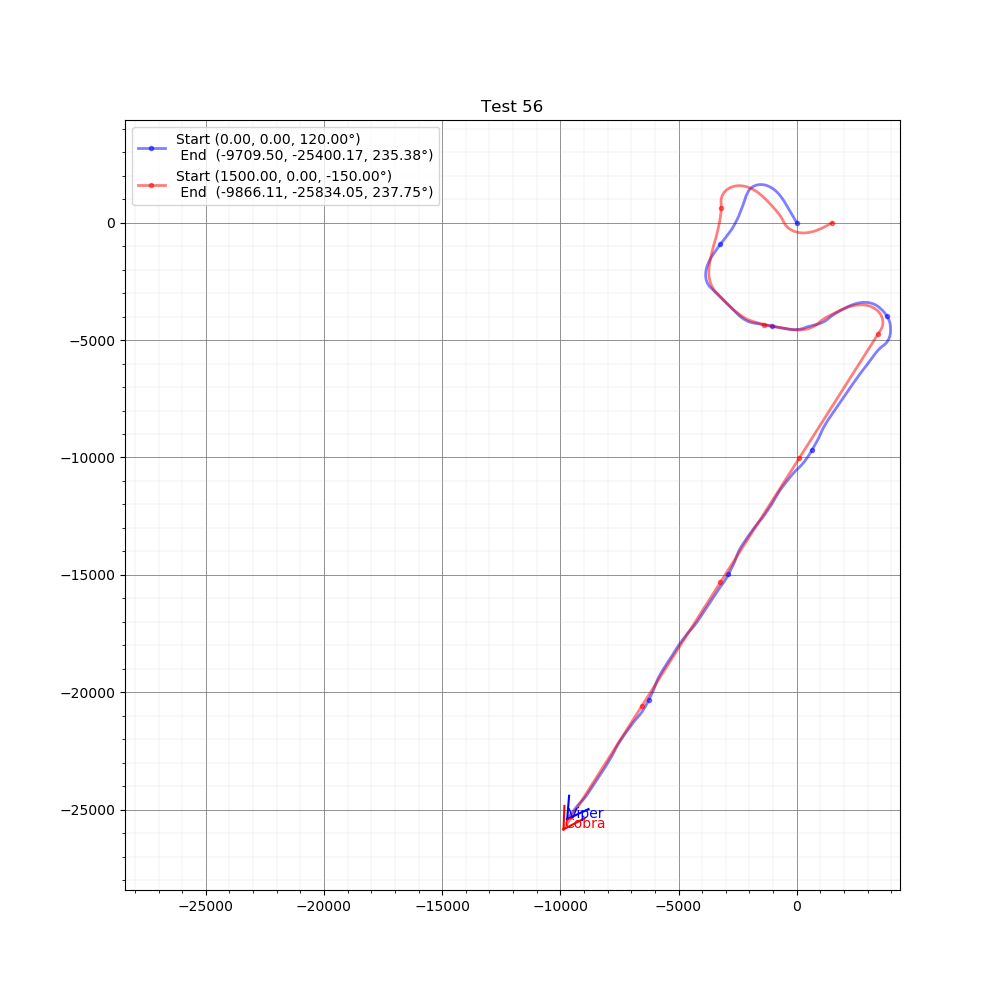 Test 56
Start (0.00, 0.00, 120.00°)
End (-9709.50, -25400.17, 235.38°)
Start (1500.00, 0.00, -150.00°)
End (-9866.11, -25834.05, 237.75°)
0
−5000
−10000
−15000
−20000
−25000
Viper
Cobra
−25000 −20000 −15000 −10000 −5000 0